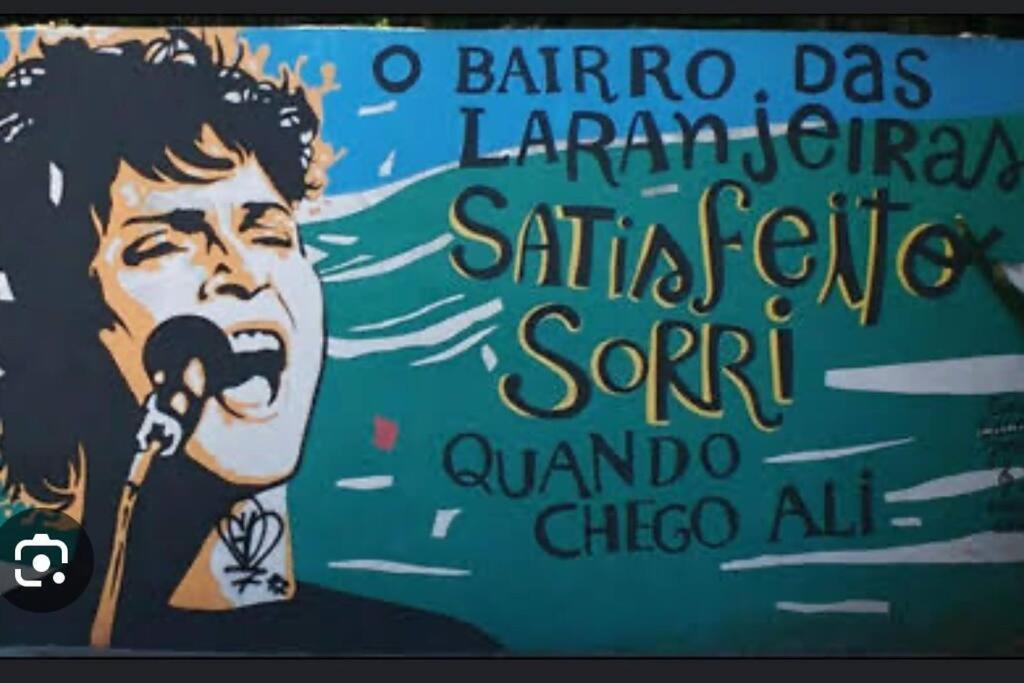 O BAIRRO DAS
LARANJEIRAS
SATISFEITO
SORRI
QUANDO
CHEGO ALI